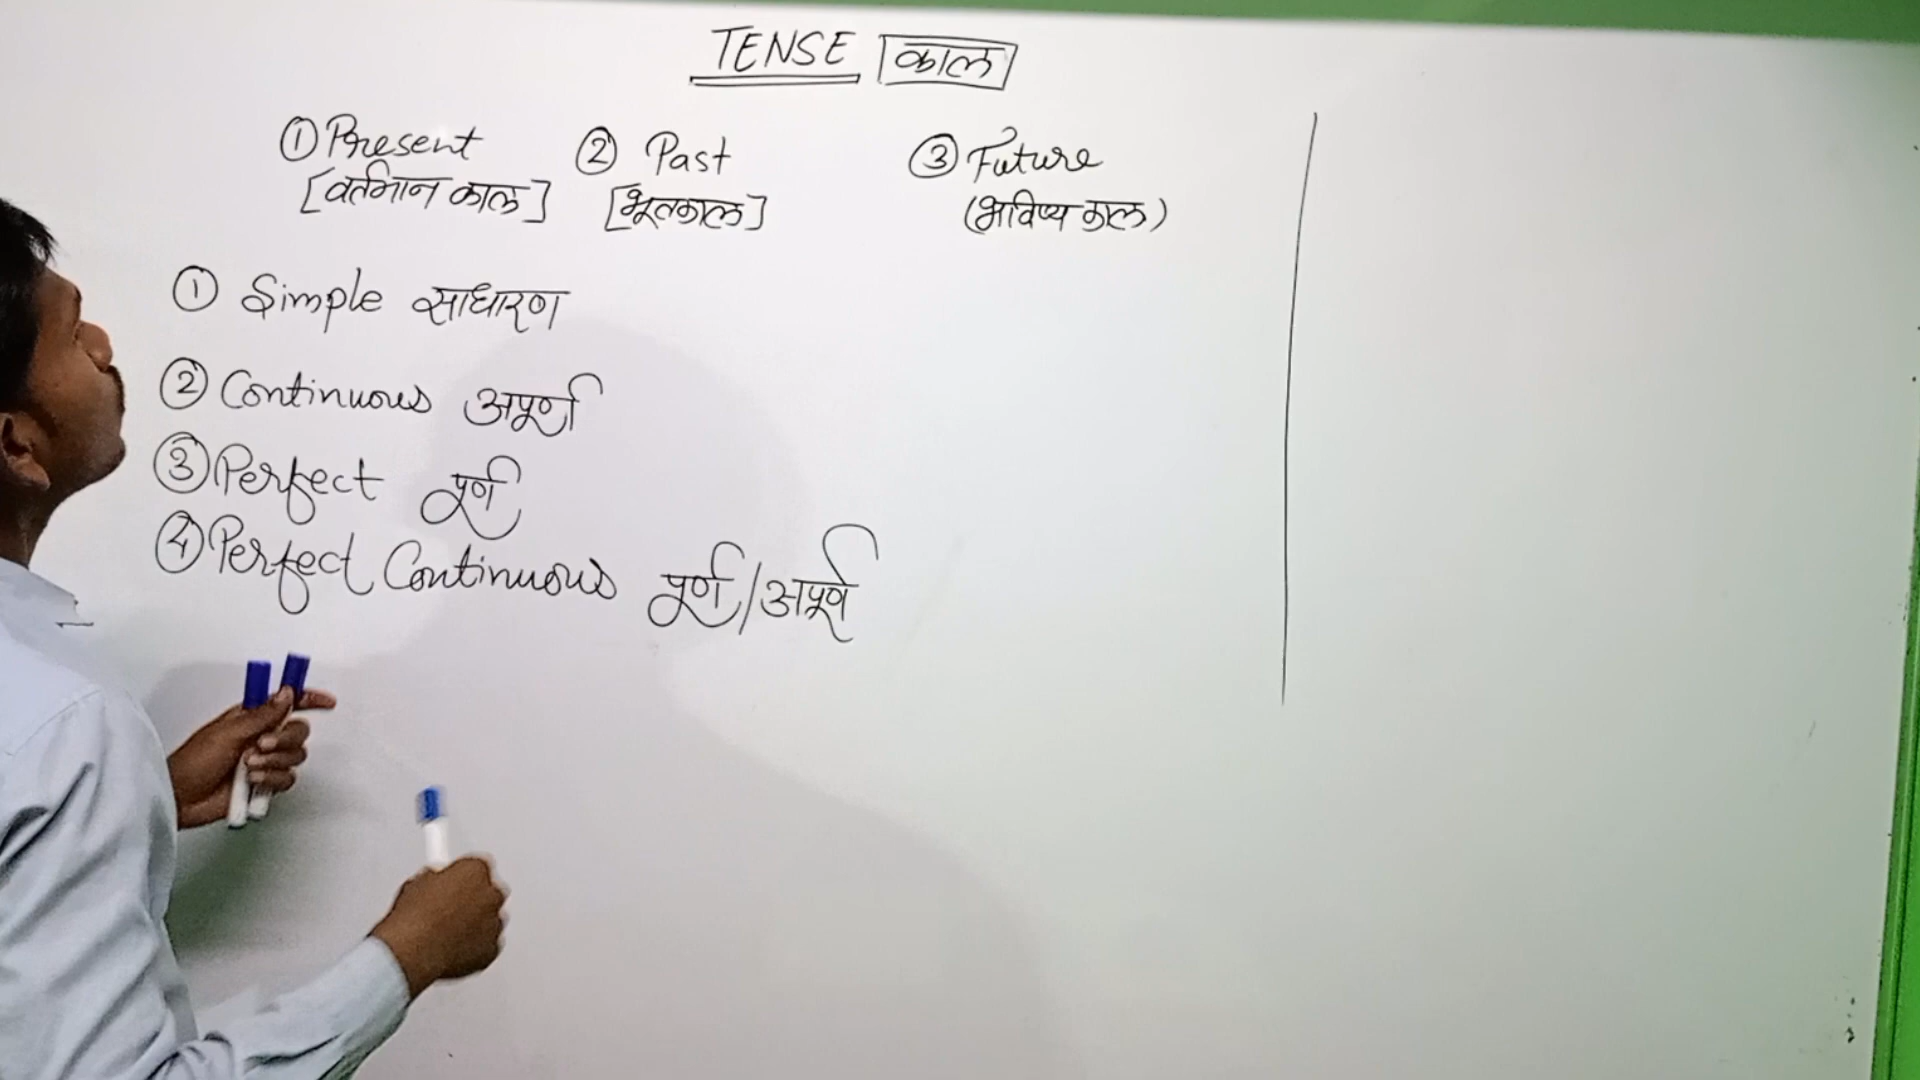 TENSE काल
① Present ② Past ③ Future
[वर्तमान काल] [भूतकाल] (भाविष्य काल)
① Simple साधारण
② Continuous अपूर्ण
③ Perfect पूर्ण
④ Perfect Continuous पूर्ण/अपूर्ण